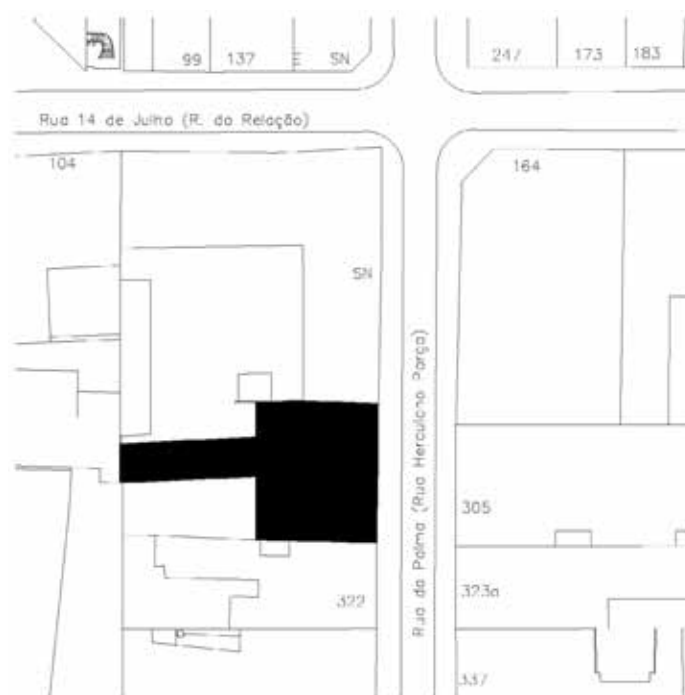 99 137 SN 247 173 183
Rua 14 de Julho (R. da Relação)
104 164
SN
Rua da Palma (Rua Herculano Parga)
305
322 323a
337